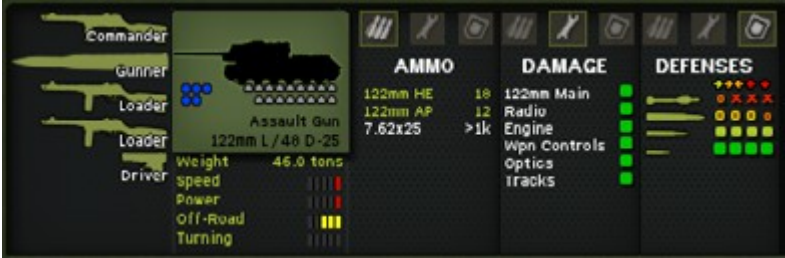 Commander
Gunner
Loader
Loader
Driver
Assault Gun
122mm L/48 D-25
Weight 46.0 tons
Speed
Power
Off-Road
Turning
AMMO
122mm HE 18
122mm AP 12
7.62x25 >1k
DAMAGE
122mm Main
Radio
Engine
Wpn Controls
Optics
Tracks
DEFENSES